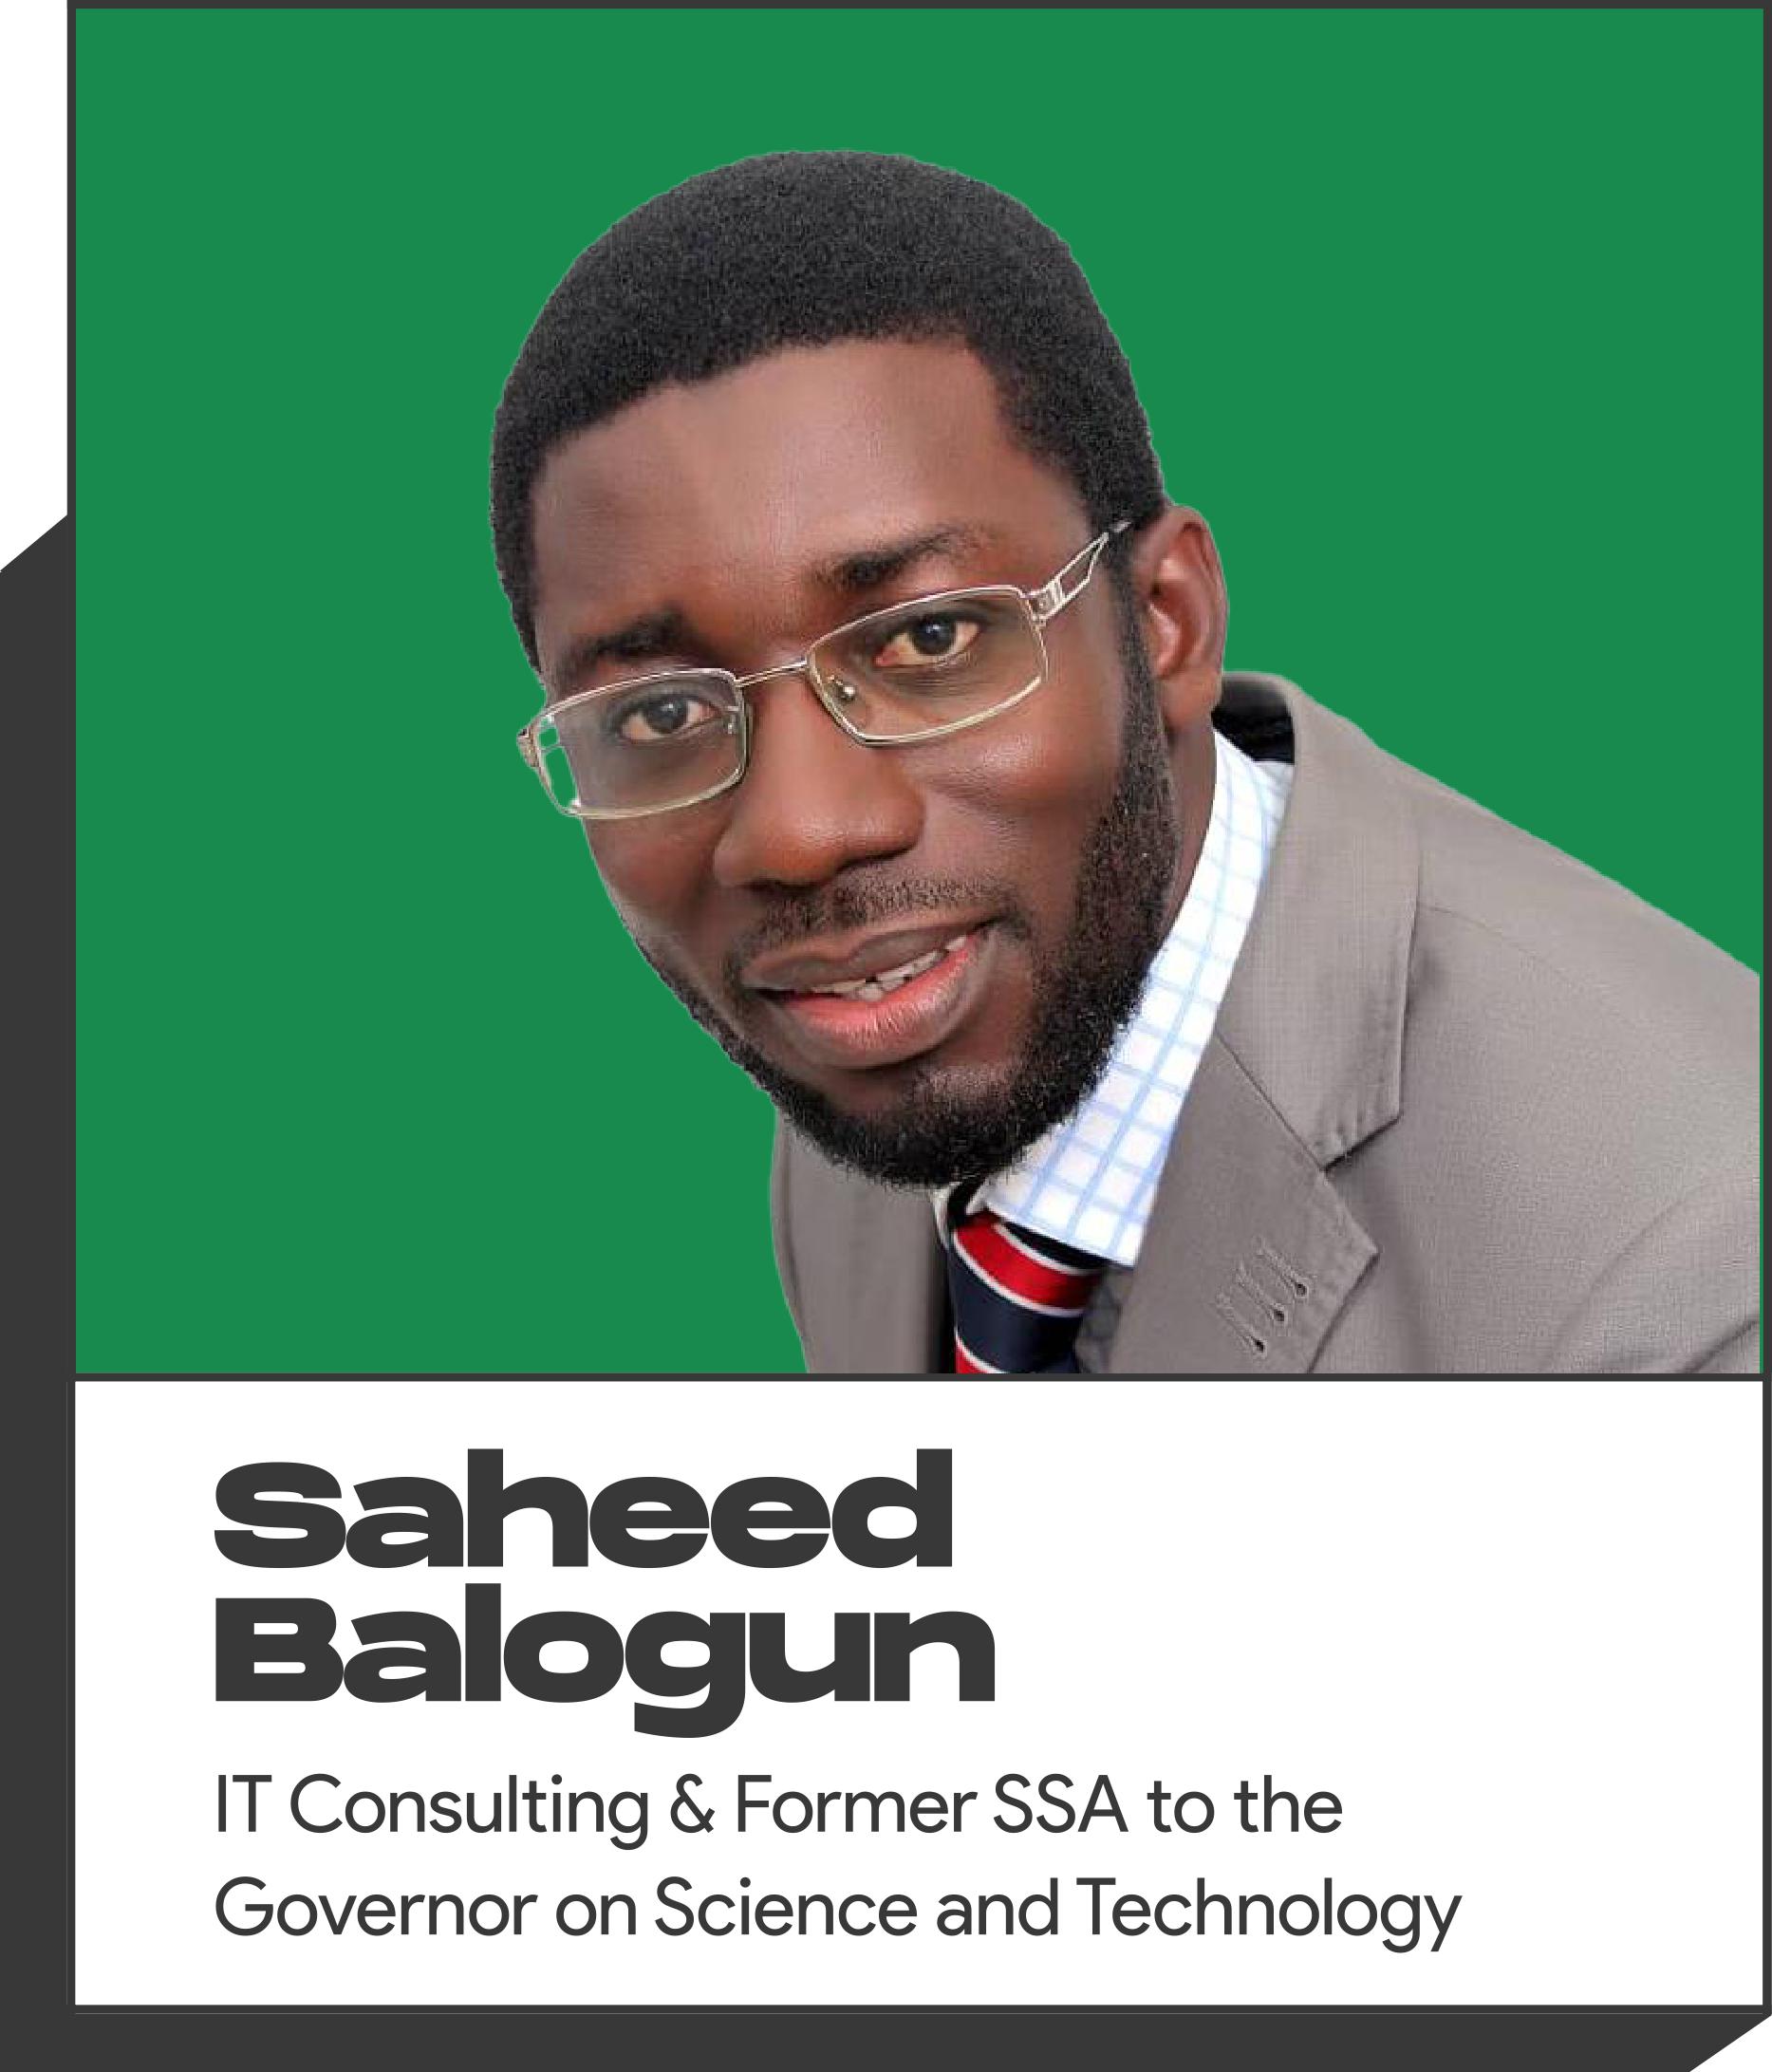 Saheed
Balogun
IT Consulting & Former SSA to the
Governor on Science and Technology